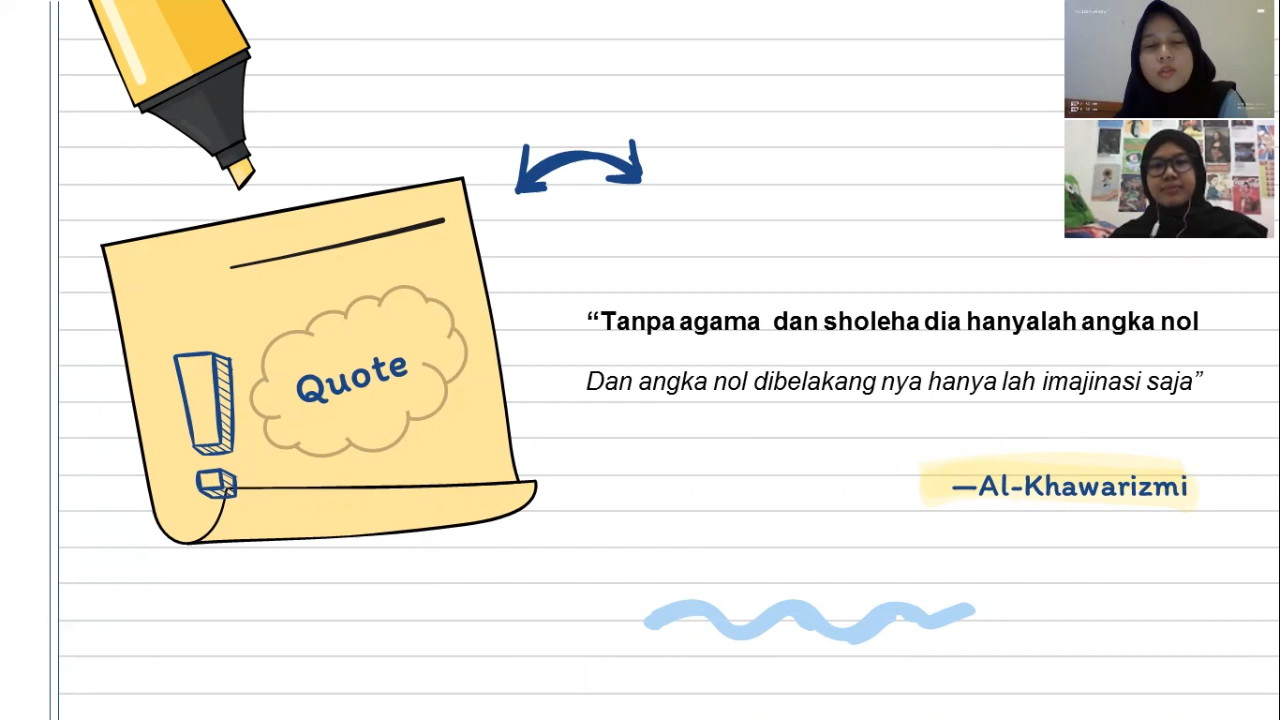 Quote
“Tanpa agama dan sholeha dia hanyalah angka nol
Dan angka nol dibelakang nya hanya lah imajinasi saja”
—Al-Khawarizmi